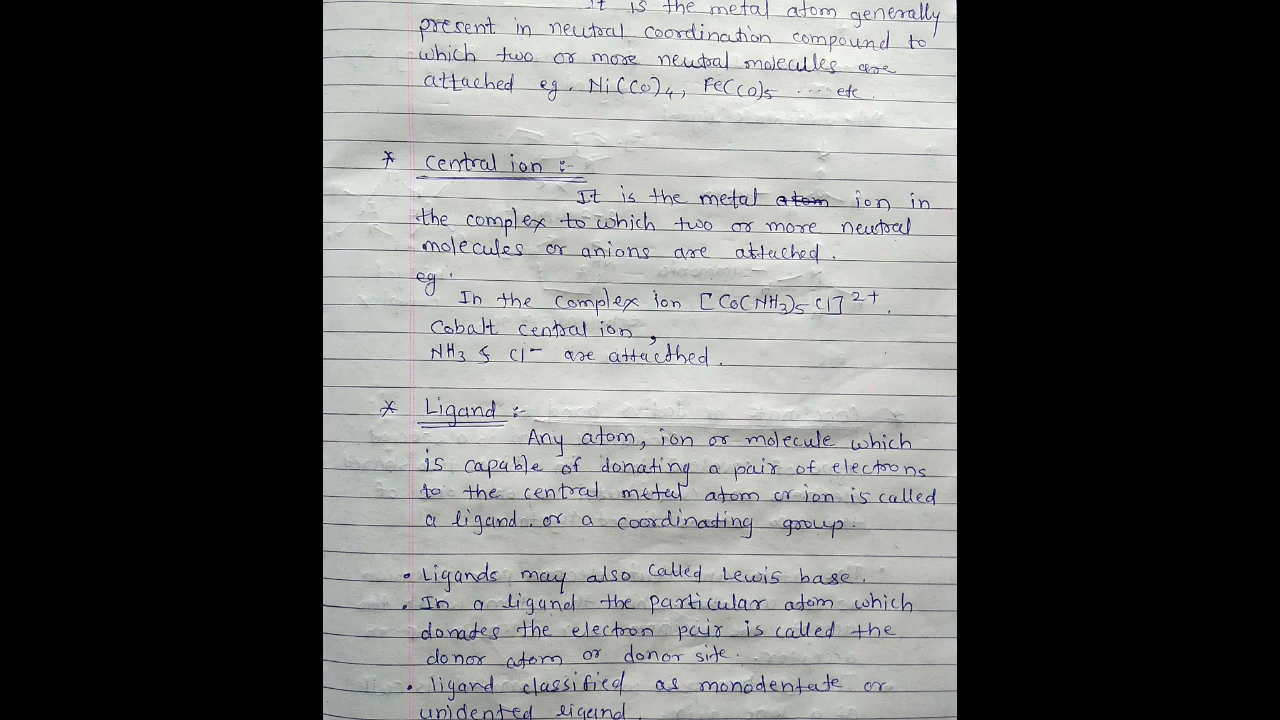 It is the metal atom generally
present in neutral coordination compound to
which two or more neutral molecules are
attached eg. Ni(CO)4, Fe(CO)5 ..... etc.
* Central ion :-
It is the metal atom ion in
the complex to which two or more neutral
molecules or anions are attached.
eg.
In the complex ion [Co(NH3)5 Cl]2+.
Cobalt central ion,
NH3 & Cl- are attacthed.
* Ligand :-
Any atom, ion or molecule which
is capable of donating a pair of electrons
to the central metal atom or ion is called
a ligand. or a coordinating group.
• Ligands may also called Lewis base.
• In a ligand the particular atom which
donates the electron pair is called the
donor atom or donor site.
• ligand classified as monodentate or
unidented ligand.